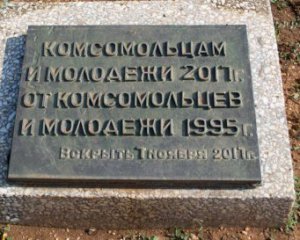 КОМСОМОЛЬЦАМ
И МОЛОДЕЖИ 2017г.
ОТ КОМСОМОЛЬЦЕВ
И МОЛОДЕЖИ 1995г.
Вскрыть 7 ноября 2017г.